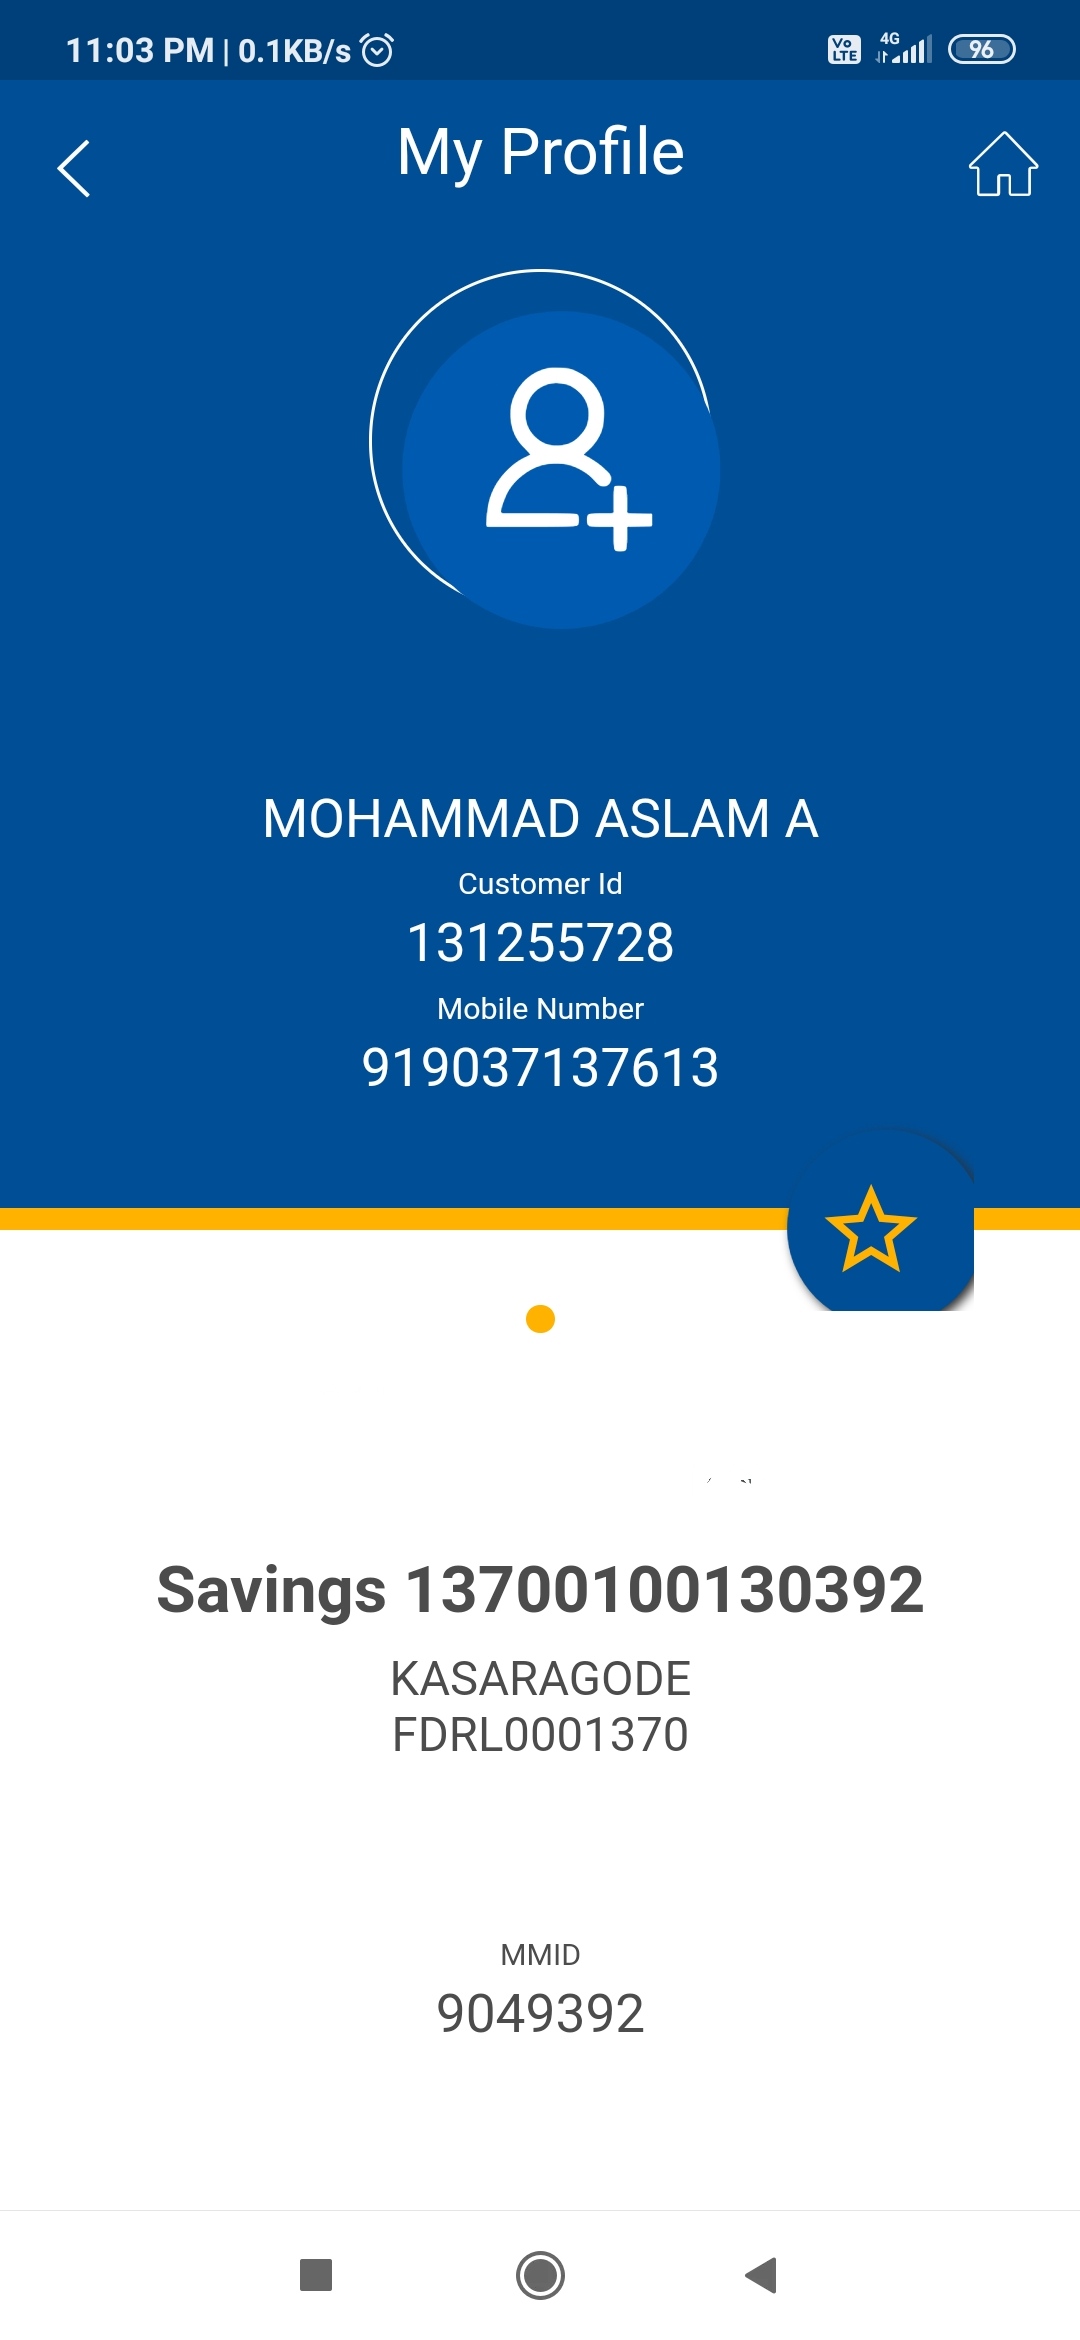 11:03 PM | 0.1KB/s
Vo LTE 4G 96
My Profile
MOHAMMAD ASLAM A
Customer Id
131255728
Mobile Number
919037137613
Savings 13700100130392
KASARAGODE
FDRL0001370
MMID
9049392